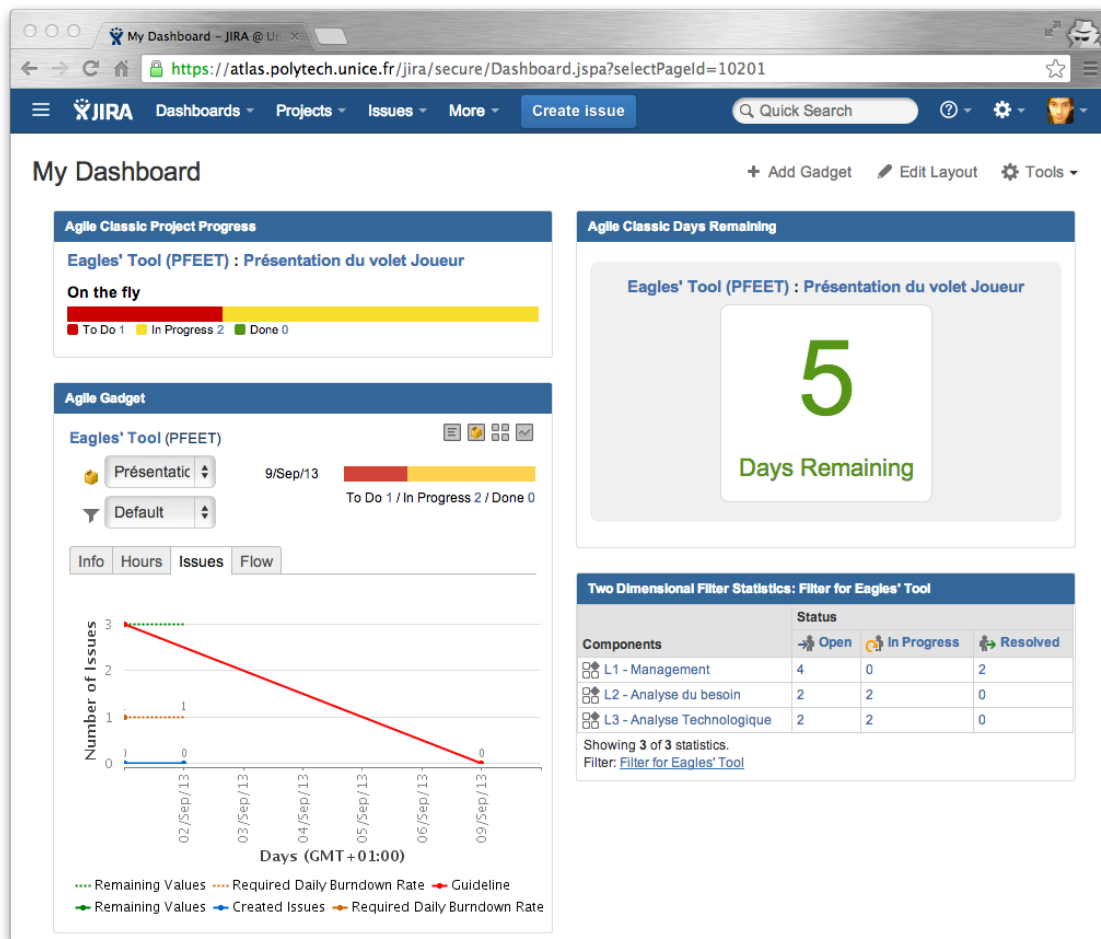 My Dashboard – JIRA @ Un
https://atlas.polytech.unice.fr/jira/secure/Dashboard.jspa?selectPageId=10201
JIRA Dashboards Projects Issues More Create issue Quick Search
My Dashboard
Add Gadget Edit Layout Tools
Agile Classic Project Progress
Eagles' Tool (PFEET) : Présentation du volet Joueur
On the fly
To Do 1 In Progress 2 Done 0
Agile Gadget
Eagles' Tool (PFEET)
Présentatic 9/Sep/13
To Do 1 / In Progress 2 / Done 0
Default
Info Hours Issues Flow
Number of Issues
3
2
1 1
0 0 0
02/Sep/13 03/Sep/13 04/Sep/13 05/Sep/13 06/Sep/13 09/Sep/13
Days (GMT+01:00)
Remaining Values Required Daily Burndown Rate Guideline
Remaining Values Created Issues Required Daily Burndown Rate
Agile Classic Days Remaining
Eagles' Tool (PFEET) : Présentation du volet Joueur
5
Days Remaining
Two Dimensional Filter Statistics: Filter for Eagles' Tool
Status
Components Open In Progress Resolved
L1 - Management 4 0 2
L2 - Analyse du besoin 2 2 0
L3 - Analyse Technologique 2 2 0
Showing 3 of 3 statistics.
Filter: Filter for Eagles' Tool